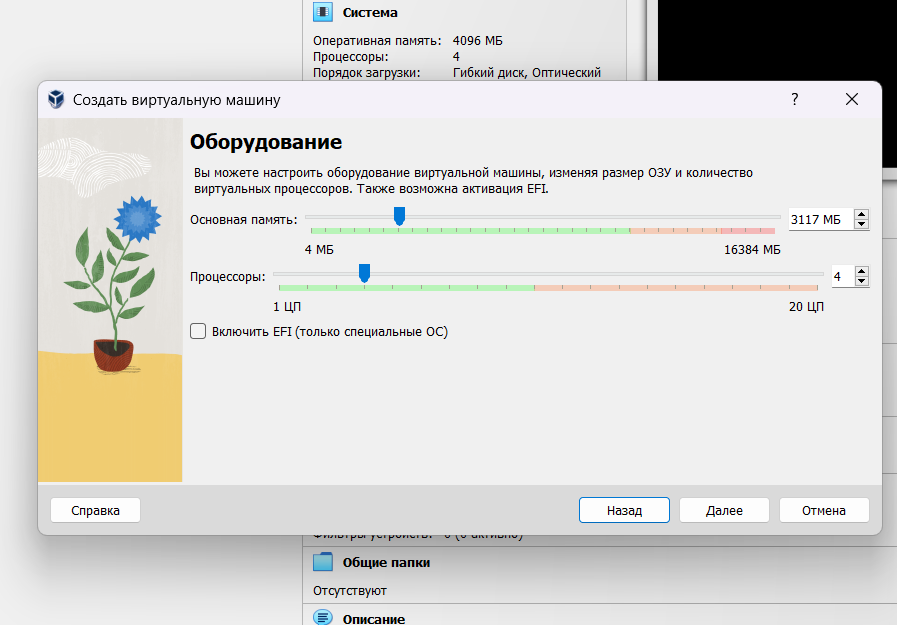 Система
Оперативная память: 4096 МБ
Процессоры: 4
Порядок загрузки: Гибкий диск, Оптический
Создать виртуальную машину
?
Оборудование
Вы можете настроить оборудование виртуальной машины, изменяя размер ОЗУ и количество
виртуальных процессоров. Также возможна активация EFI.
Основная память: 3117 МБ
4 МБ 16384 МБ
Процессоры: 4
1 ЦП 20 ЦП
Включить EFI (только специальные ОС)
Справка Назад Далее Отмена
Фильтры устройств: 0 (0 активно)
Общие папки
Отсутствуют
Описание